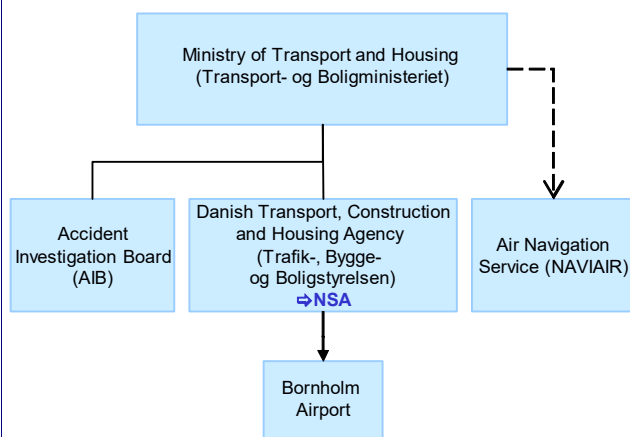 Ministry of Transport and Housing
(Transport- og Boligministeriet)
Accident
Investigation Board
(AIB)
Danish Transport, Construction
and Housing Agency
(Trafik-, Bygge-
og Boligstyrelsen)
⇨NSA
Air Navigation
Service (NAVIAIR)
Bornholm
Airport